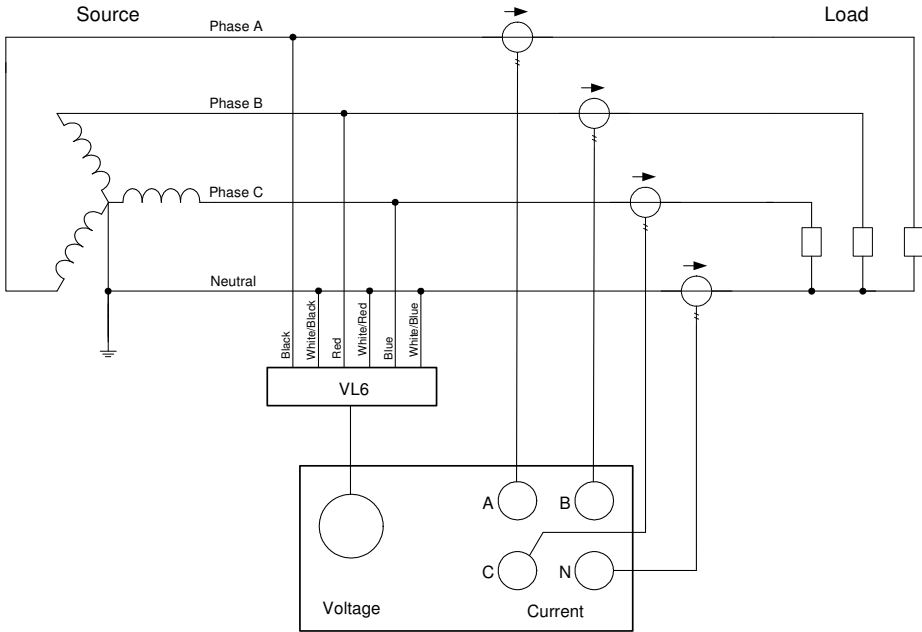 Source
Load
Phase A
Phase B
Phase C
Neutral
Black
White/Black
Red
White/Red
Blue
White/Blue
VL6
A
B
C
N
Voltage
Current